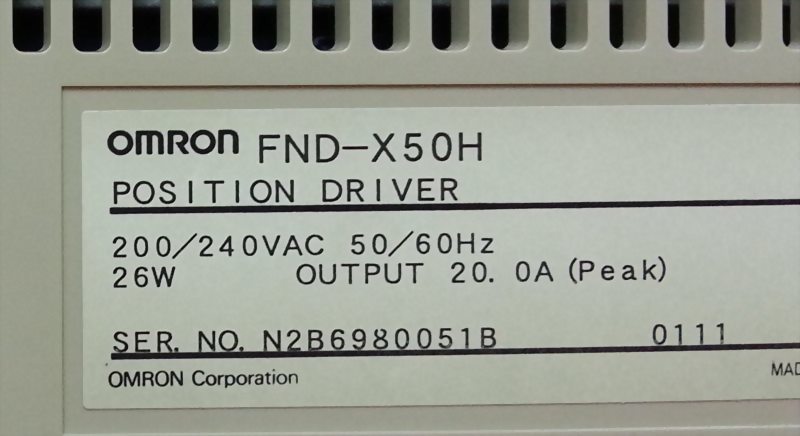 OMRON FND-X50H
POSITION DRIVER
200/240VAC 50/60Hz
26W OUTPUT 20.0A (Peak)
SER. NO. N2B6980051B 0111
OMRON Corporation